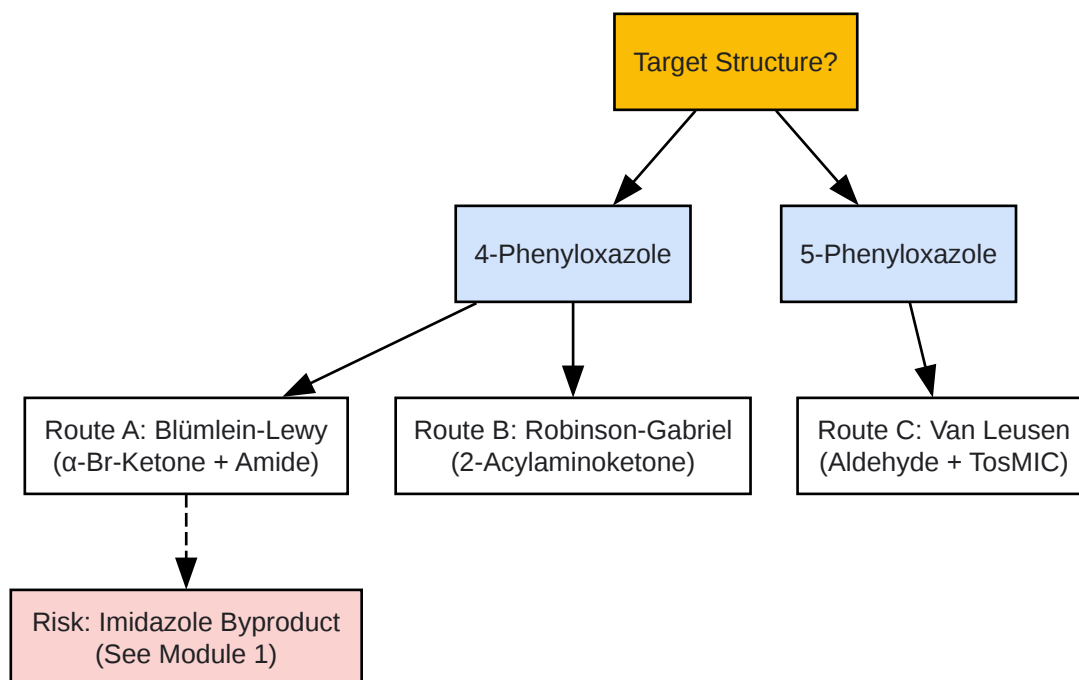 Target Structure?
4-Phenyloxazole
5-Phenyloxazole
Route A: Blümlein-Lewy
(α-Br-Ketone + Amide)
Route B: Robinson-Gabriel
(2-Acylaminoketone)
Route C: Van Leusen
(Aldehyde + TosMIC)
Risk: Imidazole Byproduct
(See Module 1)